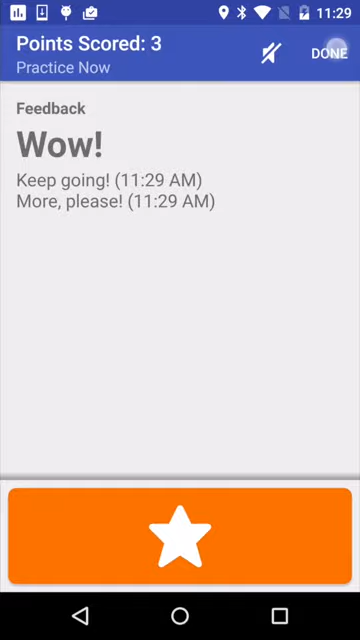 11:29
Points Scored: 3
Practice Now
DONE
Feedback
Wow!
Keep going! (11:29 AM)
More, please! (11:29 AM)